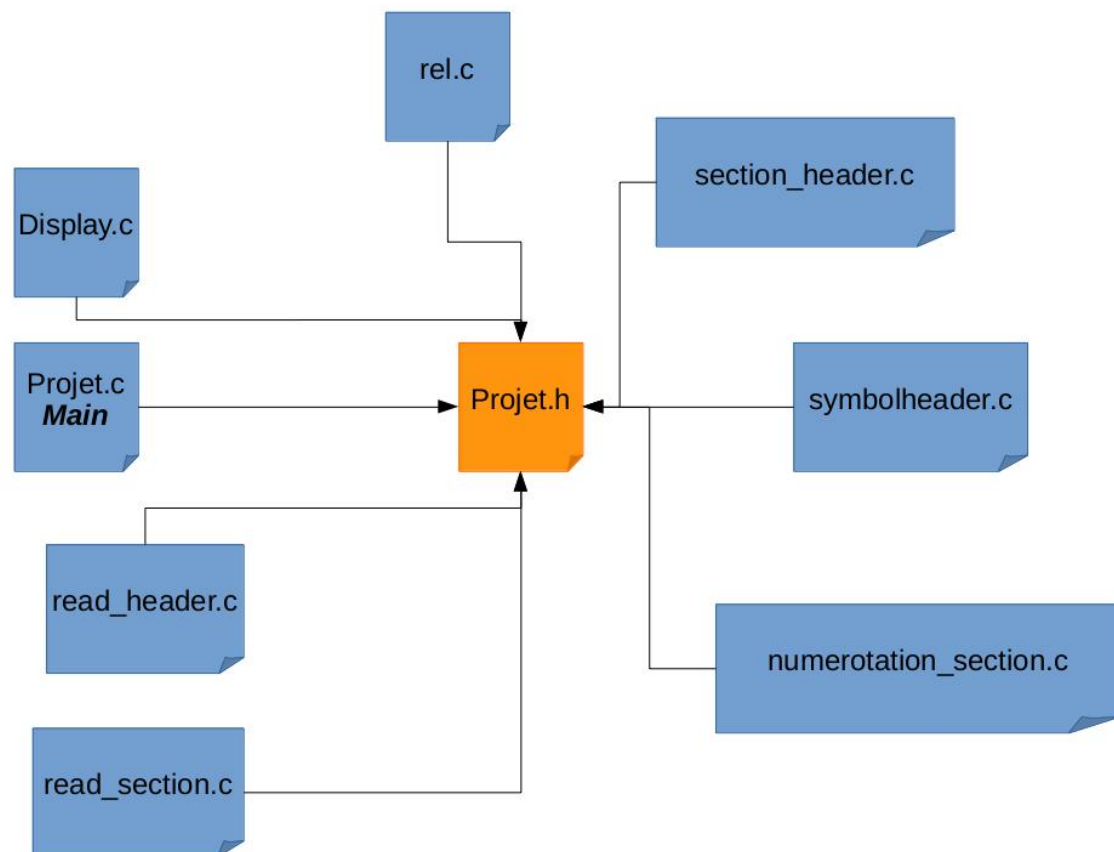 rel.c
section_header.c
Display.c
Projet.c
Main
Projet.h
symbolheader.c
read_header.c
numerotation_section.c
read_section.c